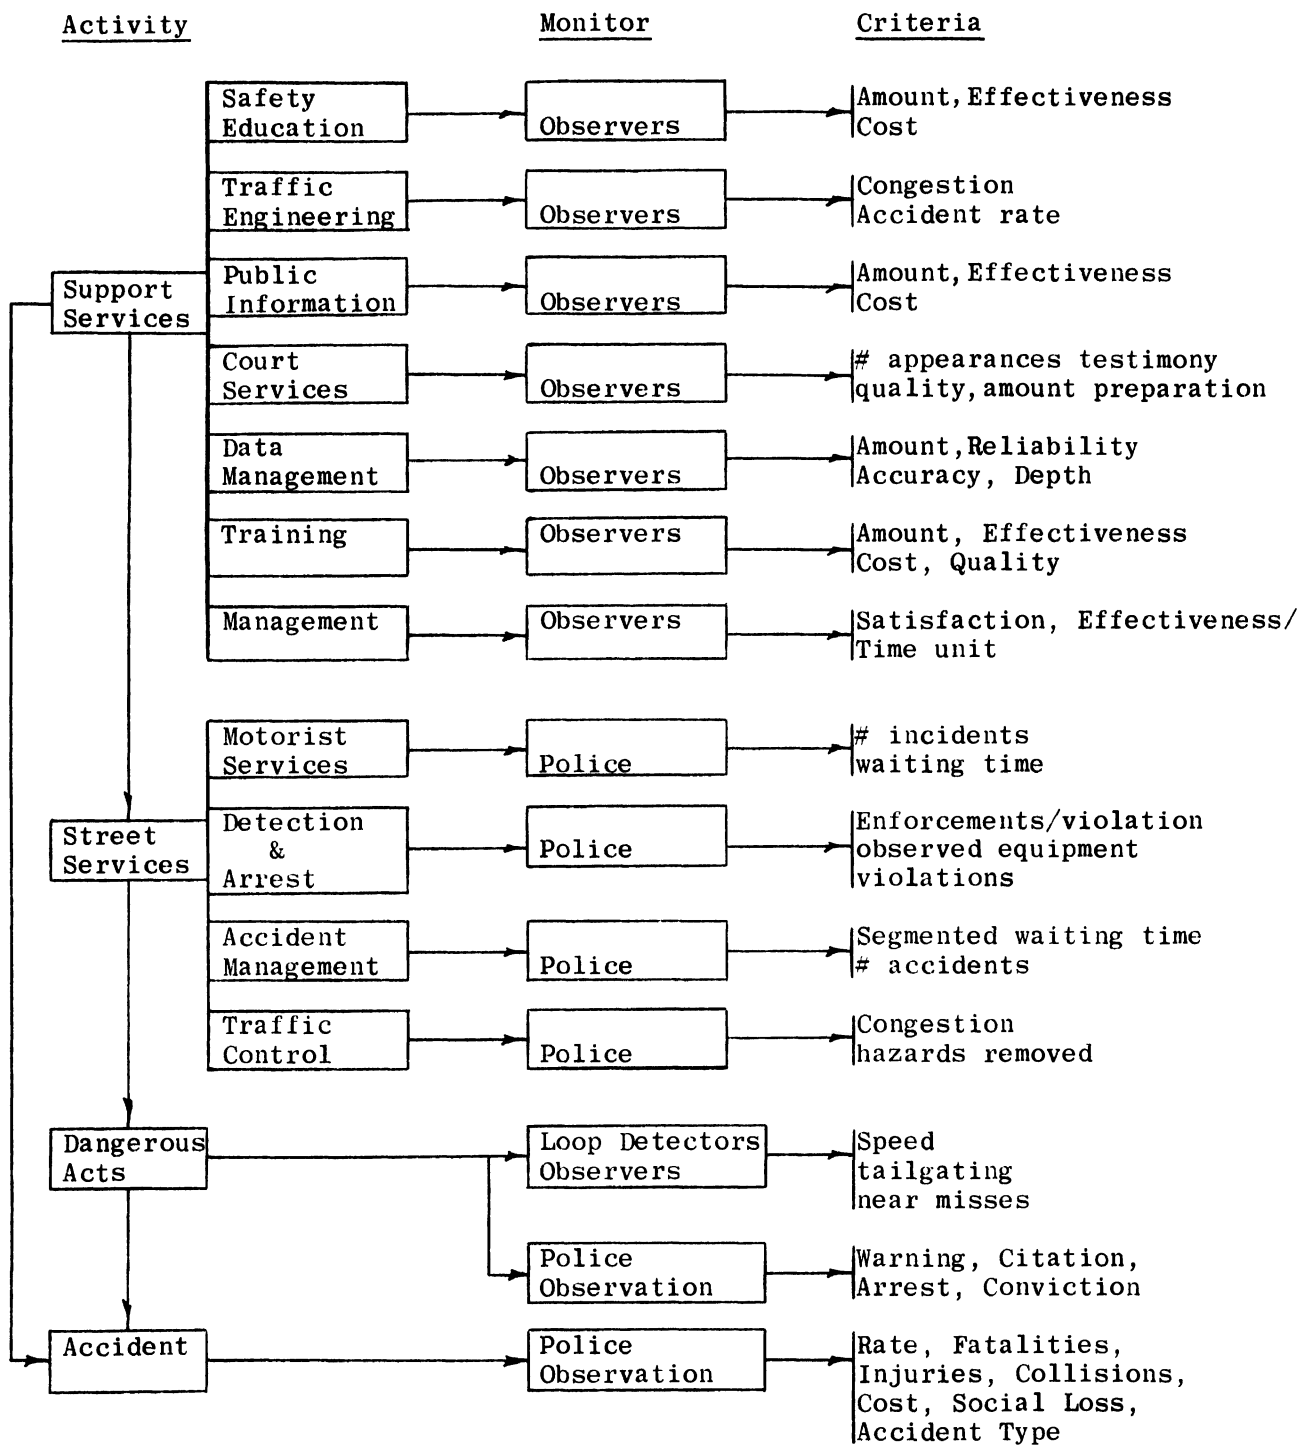 Activity
Monitor
Criteria
Safety
Education
Observers
Amount, Effectiveness
Cost
Traffic
Engineering
Observers
Congestion
Accident rate
Support
Services
Public
Information
Observers
Amount, Effectiveness
Cost
Court
Services
Observers
# appearances testimony
quality, amount preparation
Data
Management
Observers
Amount, Reliability
Accuracy, Depth
Training
Observers
Amount, Effectiveness
Cost, Quality
Management
Observers
Satisfaction, Effectiveness/
Time unit
Motorist
Services
Police
# incidents
waiting time
Street
Services
Detection
&
Arrest
Police
Enforcements/violation
observed equipment
violations
Accident
Management
Police
Segmented waiting time
# accidents
Traffic
Control
Police
Congestion
hazards removed
Dangerous
Acts
Loop Detectors
Observers
Speed
tailgating
near misses
Police
Observation
Warning, Citation,
Arrest, Conviction
Accident
Police
Observation
Rate, Fatalities,
Injuries, Collisions,
Cost, Social Loss,
Accident Type